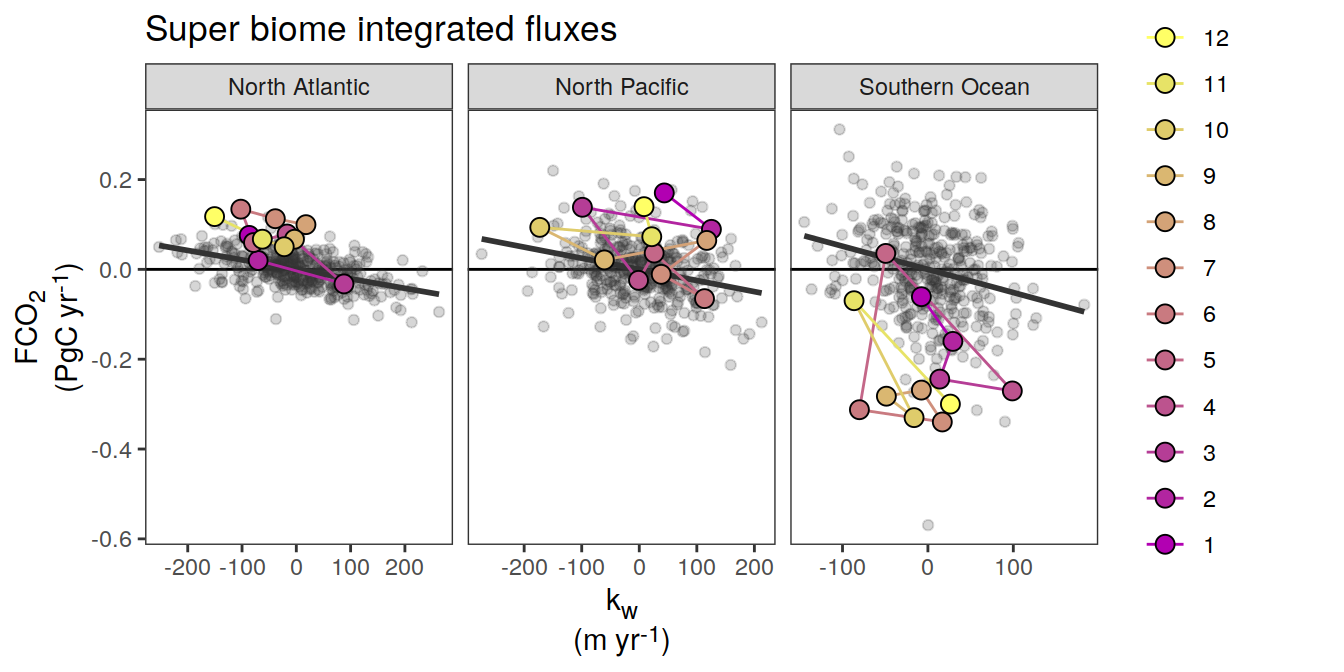 Super biome integrated fluxes
North Atlantic
North Pacific
Southern Ocean
0.2
0.0
-0.2
-0.4
-0.6
FCO₂
(PgC yr⁻¹)
-200 -100 0 100 200
-200 -100 0 100 200
-100 0 100
k_w
(m yr⁻¹)
12
11
10
9
8
7
6
5
4
3
2
1